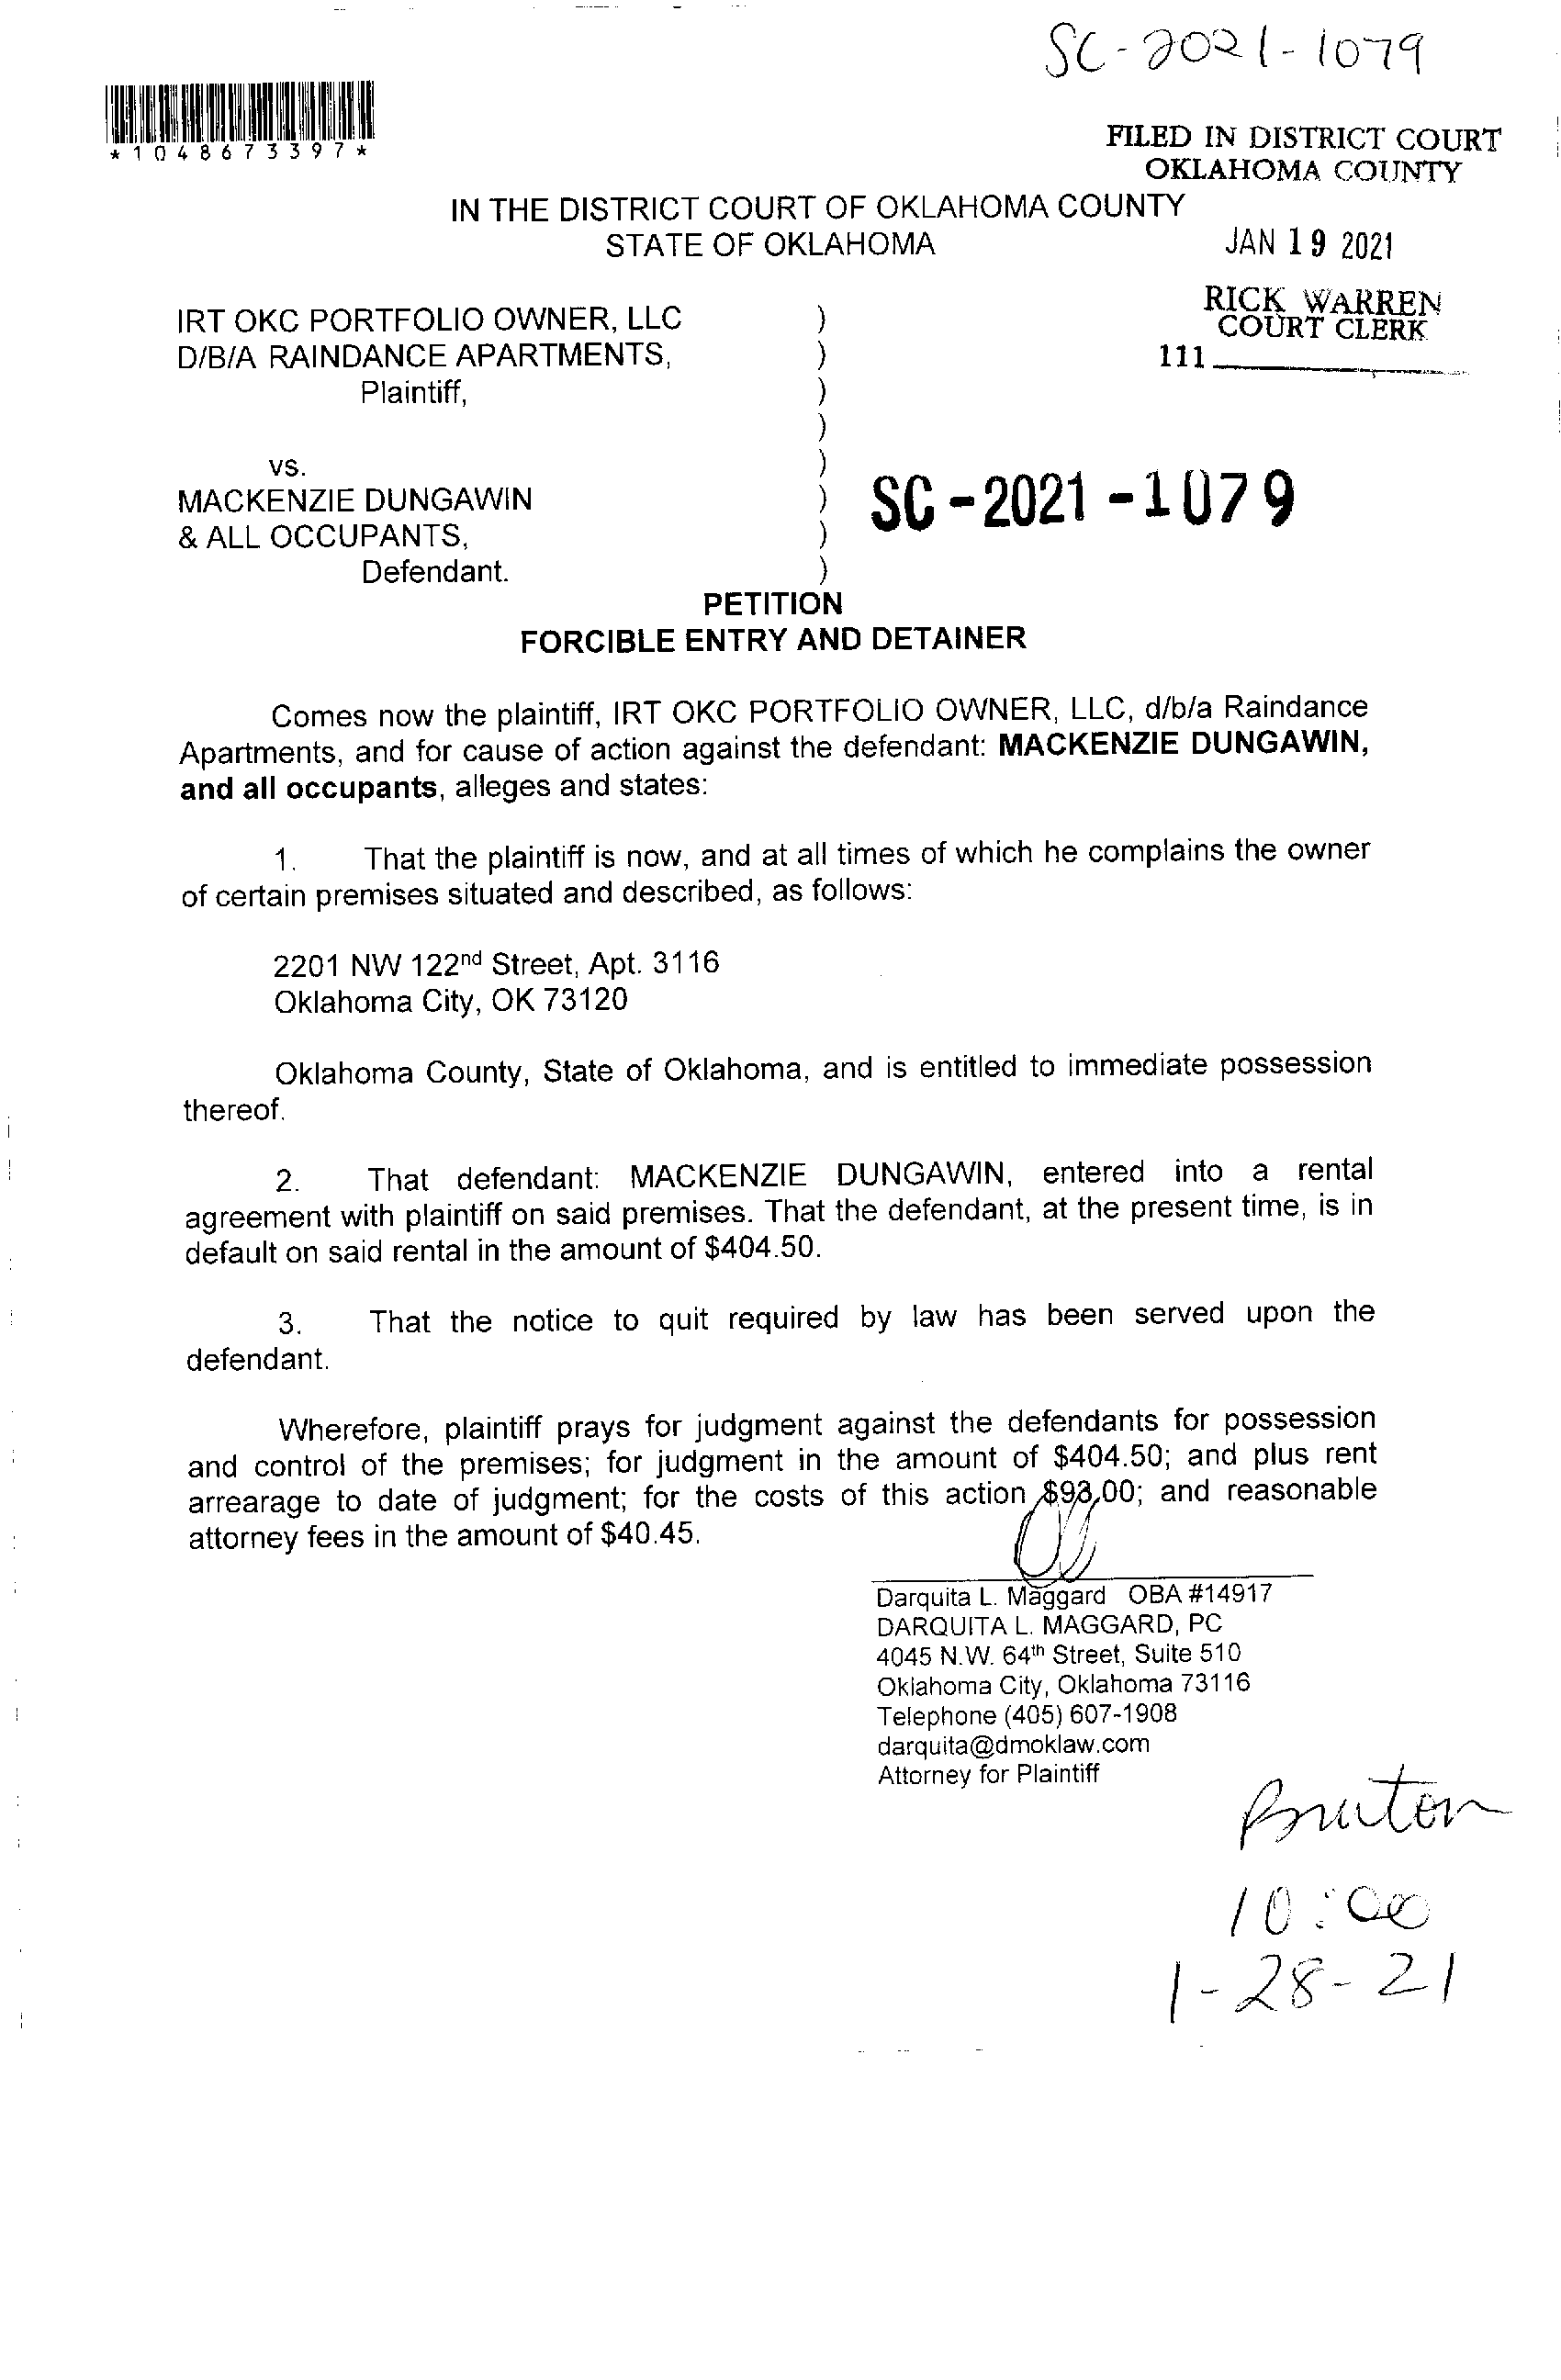 SC-2021-1079
*1048673397*
FILED IN DISTRICT COURT
OKLAHOMA COUNTY
IN THE DISTRICT COURT OF OKLAHOMA COUNTY
STATE OF OKLAHOMA
JAN 19 2021
RICK WARREN
COURT CLERK
111
IRT OKC PORTFOLIO OWNER, LLC )
D/B/A RAINDANCE APARTMENTS, )
Plaintiff, )
)
vs. )
MACKENZIE DUNGAWIN ) SC-2021-1079
& ALL OCCUPANTS, )
Defendant. )
PETITION
FORCIBLE ENTRY AND DETAINER
Comes now the plaintiff, IRT OKC PORTFOLIO OWNER, LLC, d/b/a Raindance
Apartments, and for cause of action against the defendant: MACKENZIE DUNGAWIN,
and all occupants, alleges and states:
1. That the plaintiff is now, and at all times of which he complains the owner
of certain premises situated and described, as follows:
2201 NW 122nd Street, Apt. 3116
Oklahoma City, OK 73120
Oklahoma County, State of Oklahoma, and is entitled to immediate possession
thereof.
2. That defendant: MACKENZIE DUNGAWIN, entered into a rental
agreement with plaintiff on said premises. That the defendant, at the present time, is in
default on said rental in the amount of $404.50.
3. That the notice to quit required by law has been served upon the
defendant.
Wherefore, plaintiff prays for judgment against the defendants for possession
and control of the premises; for judgment in the amount of $404.50; and plus rent
arrearage to date of judgment; for the costs of this action $93.00; and reasonable
attorney fees in the amount of $40.45.
Darquita L. Maggard OBA #14917
DARQUITA L. MAGGARD, PC
4045 N.W. 64th Street, Suite 510
Oklahoma City, Oklahoma 73116
Telephone (405) 607-1908
darquita@dmoklaw.com
Attorney for Plaintiff
Bruton
10:00
1-28-21